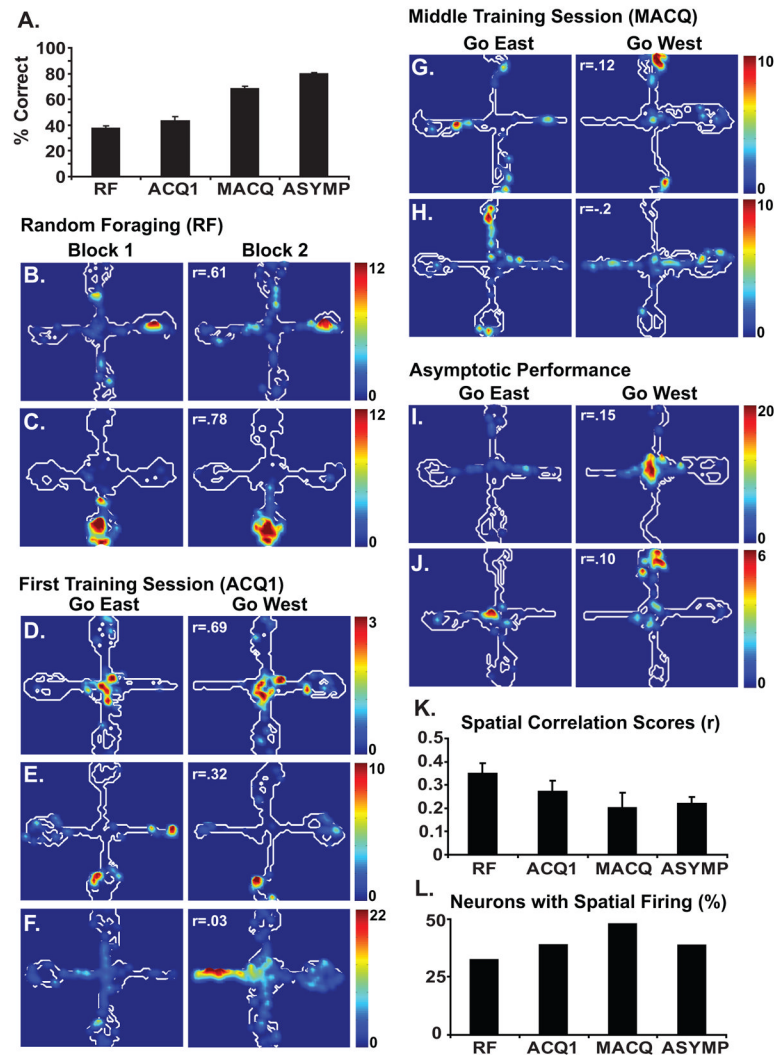 A.
% Correct
100
80
60
40
20
0
RF ACQ1 MACQ ASYMP
Random Foraging (RF)
Block 1 Block 2
B. r=.61 12 0
C. r=.78 12 0
First Training Session (ACQ1)
Go East Go West
D. r=.69 3 0
E. r=.32 10 0
F. r=.03 22 0
Middle Training Session (MACQ)
Go East Go West
G. r=.12 10 0
H. r=-.2 10 0
Asymptotic Performance
Go East Go West
I. r=.15 20 0
J. r=.10 6 0
K.
Spatial Correlation Scores (r)
0.5
0.4
0.3
0.2
0.1
0
RF ACQ1 MACQ ASYMP
L. Neurons with Spatial Firing (%)
50
25
0
RF ACQ1 MACQ ASYMP